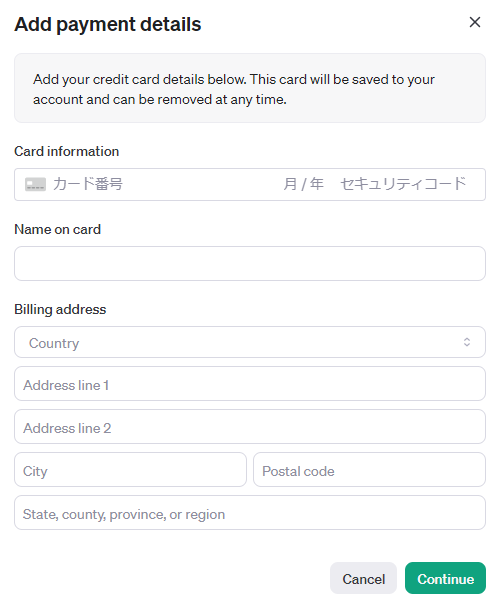 Add payment details
Add your credit card details below. This card will be saved to your
account and can be removed at any time.
Card information
カード番号 月 / 年 セキュリティコード
Name on card
Billing address
Country
Address line 1
Address line 2
City Postal code
State, county, province, or region
Cancel Continue